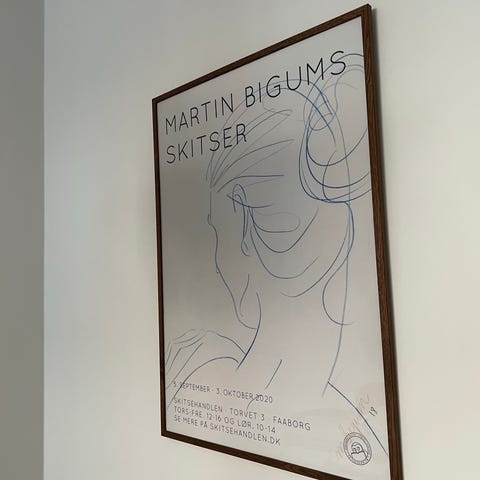 MARTIN BIGUMS
SKITSER
5. SEPTEMBER · 3. OKTOBER 2020
SKITSEHANDLEN · TORVET 3 · FAABORG
TORS-FRE. 12-16 OG LØR. 10-14
SE MERE PÅ SKITSEHANDLEN.DK